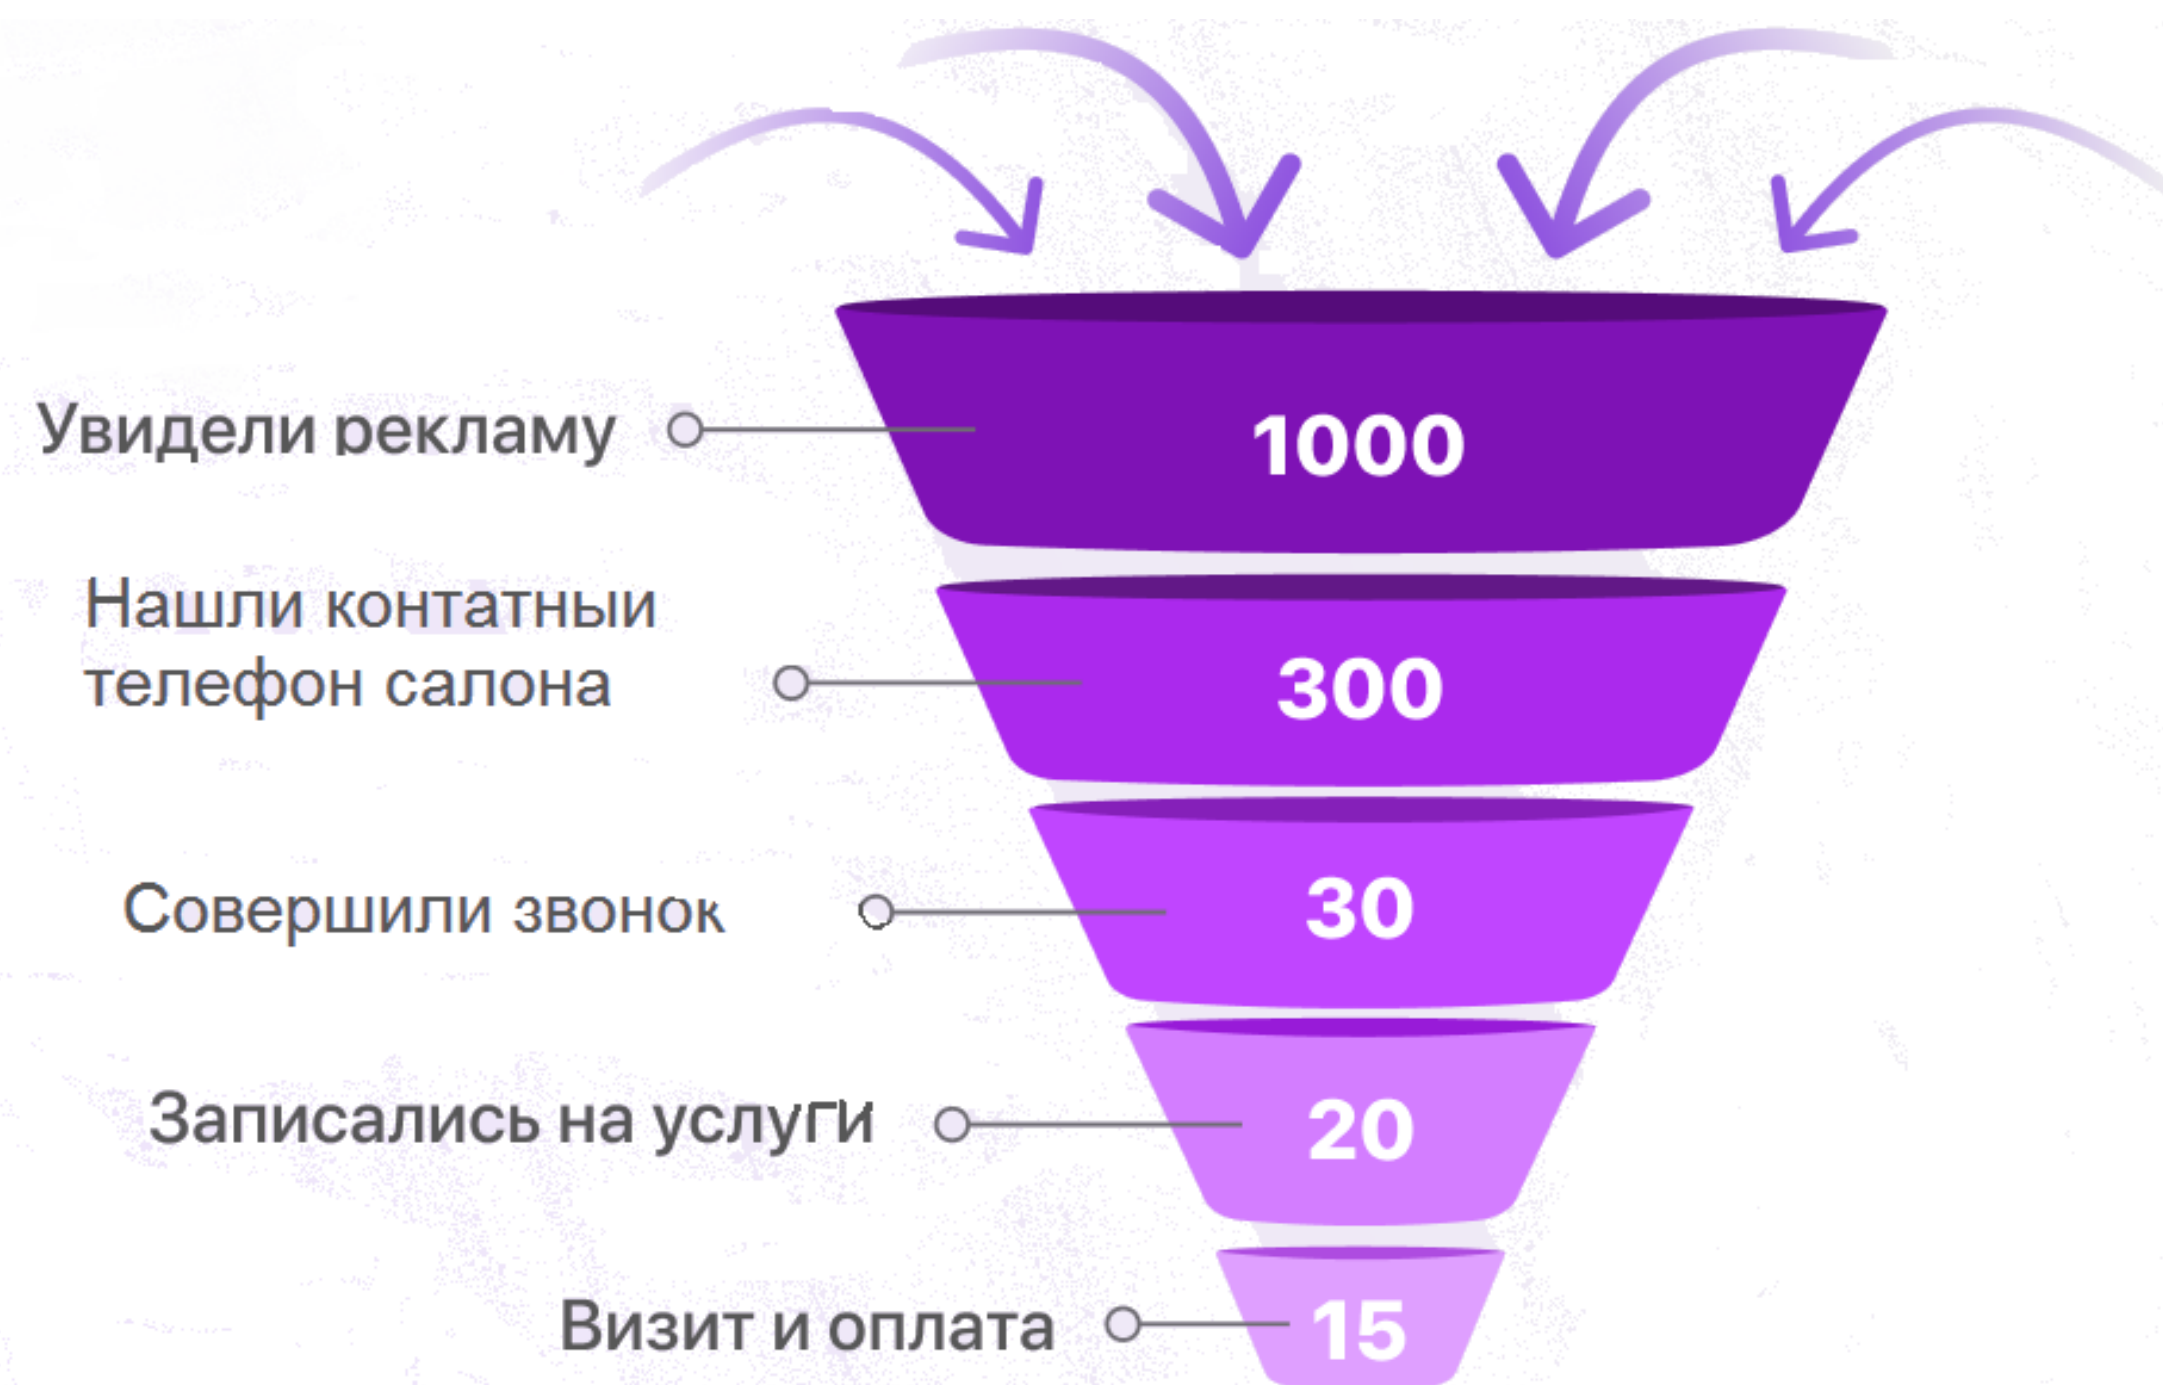 Увидели рекламу
1000
Нашли контатныи
телефон салона
300
Совершили звонок
30
Записались на услуги
20
Визит и оплата
15